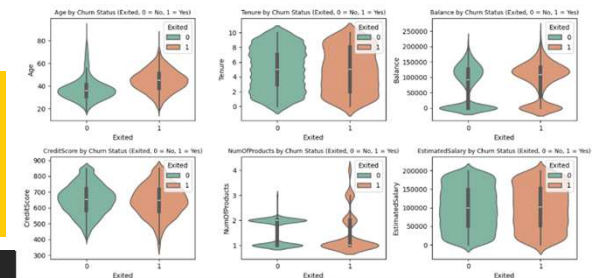 Age by Churn Status (Exited, 0 = No, 1 = Yes)
Age
80
60
40
20
Exited
0
1
0
1
Exited
Tenure by Churn Status (Exited, 0 = No, 1 = Yes)
Tenure
10
8
6
4
2
0
Exited
0
1
0
1
Exited
Balance by Churn Status (Exited, 0 = No, 1 = Yes)
Balance
250000
200000
150000
100000
50000
0
Exited
0
1
0
1
Exited
CreditScore by Churn Status (Exited, 0 = No, 1 = Yes)
CreditScore
900
800
700
600
500
400
300
Exited
0
1
0
1
Exited
NumOfProducts by Churn Status (Exited, 0 = No, 1 = Yes)
NumOfProducts
4
3
2
1
Exited
0
1
0
1
Exited
EstimatedSalary by Churn Status (Exited, 0 = No, 1 = Yes)
EstimatedSalary
200000
150000
100000
50000
0
Exited
0
1
0
1
Exited